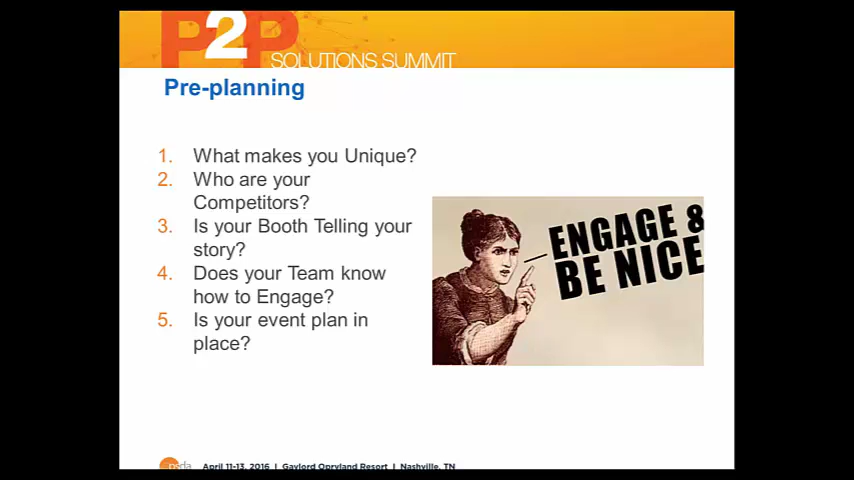 P2P
SOLUTIONS SUMMIT
Pre-planning
1. What makes you Unique?
2. Who are your
Competitors?
3. Is your Booth Telling your
story?
4. Does your Team know
how to Engage?
5. Is your event plan in
place?
ENGAGE &
BE NICE
psda April 11-13, 2016 | Gaylord Opryland Resort | Nashville, TN